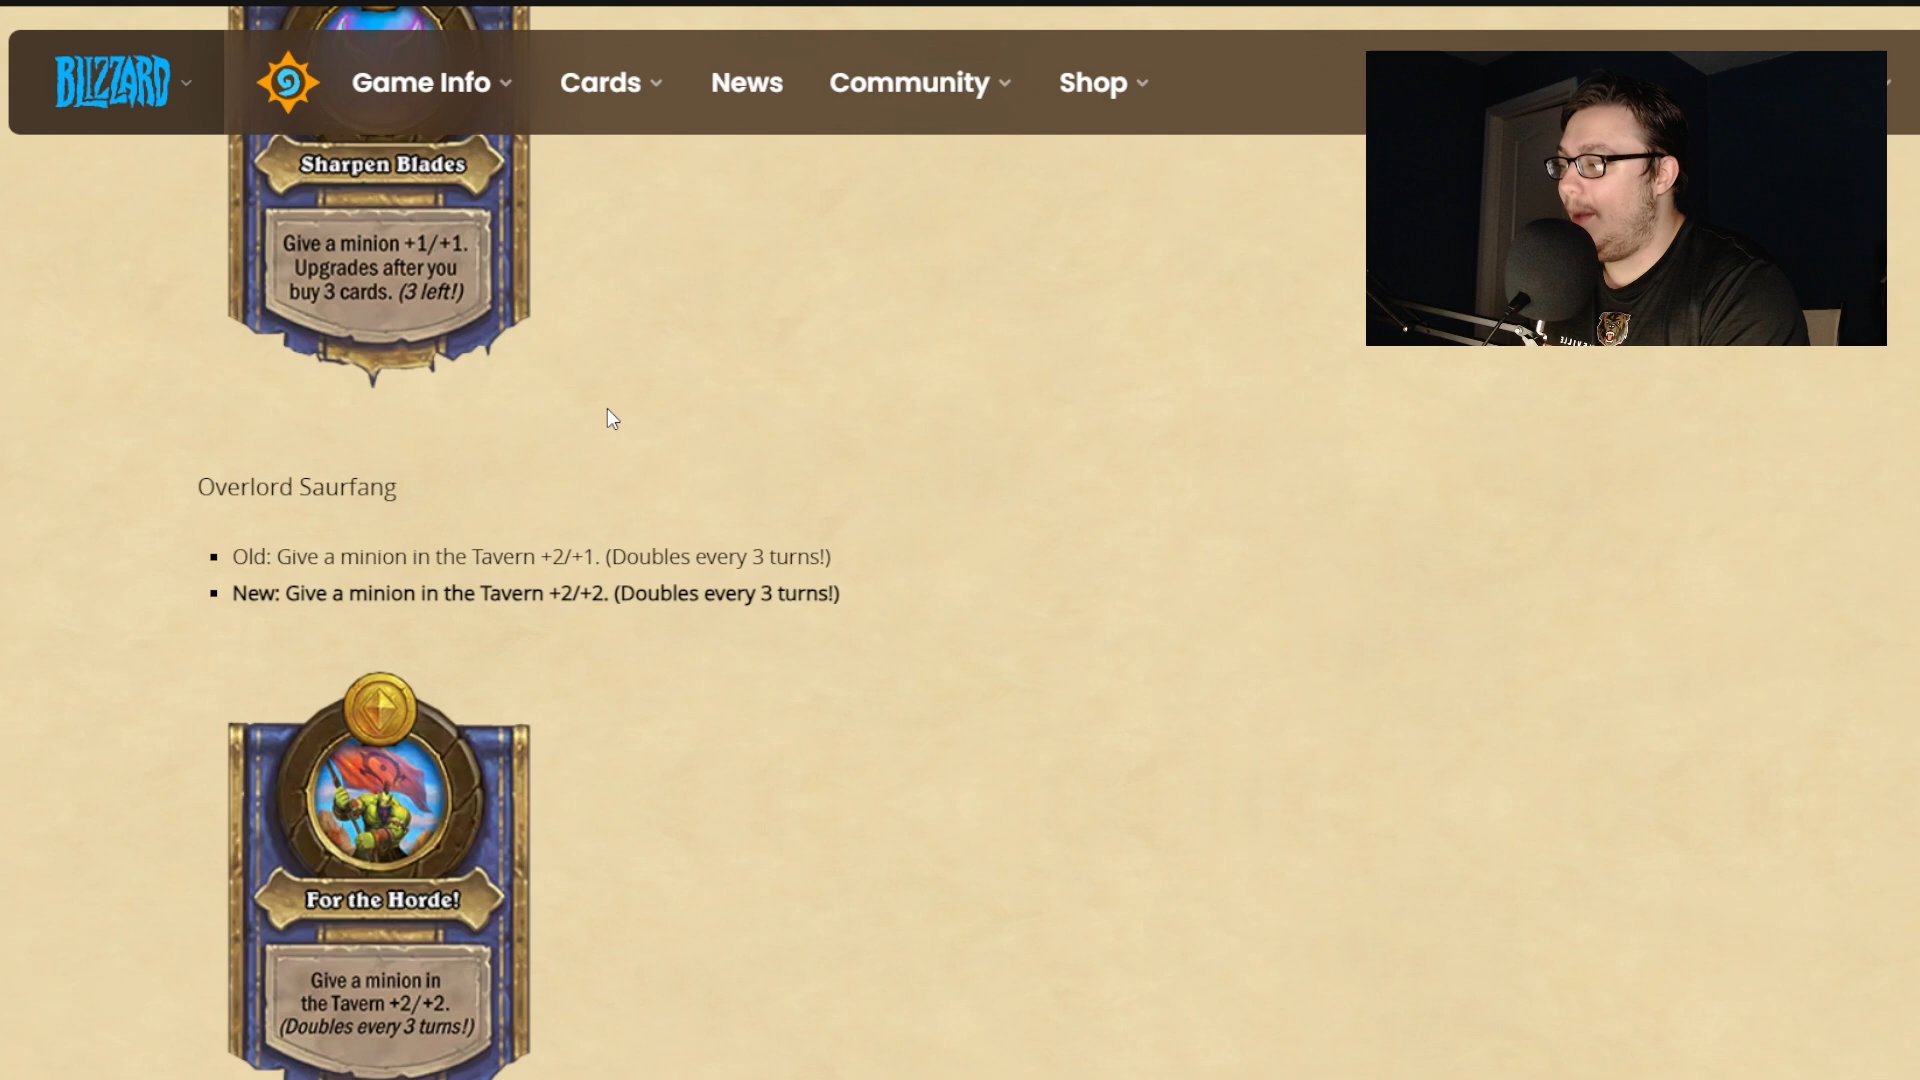 BLIZZARD
Game Info
Cards
News
Community
Shop
Sharpen Blades
Give a minion +1/+1.
Upgrades after you
buy 3 cards. (3 left!)
Overlord Saurfang
Old: Give a minion in the Tavern +2/+1. (Doubles every 3 turns!)
New: Give a minion in the Tavern +2/+2. (Doubles every 3 turns!)
For the Horde!
Give a minion in
the Tavern +2/+2.
(Doubles every 3 turns!)